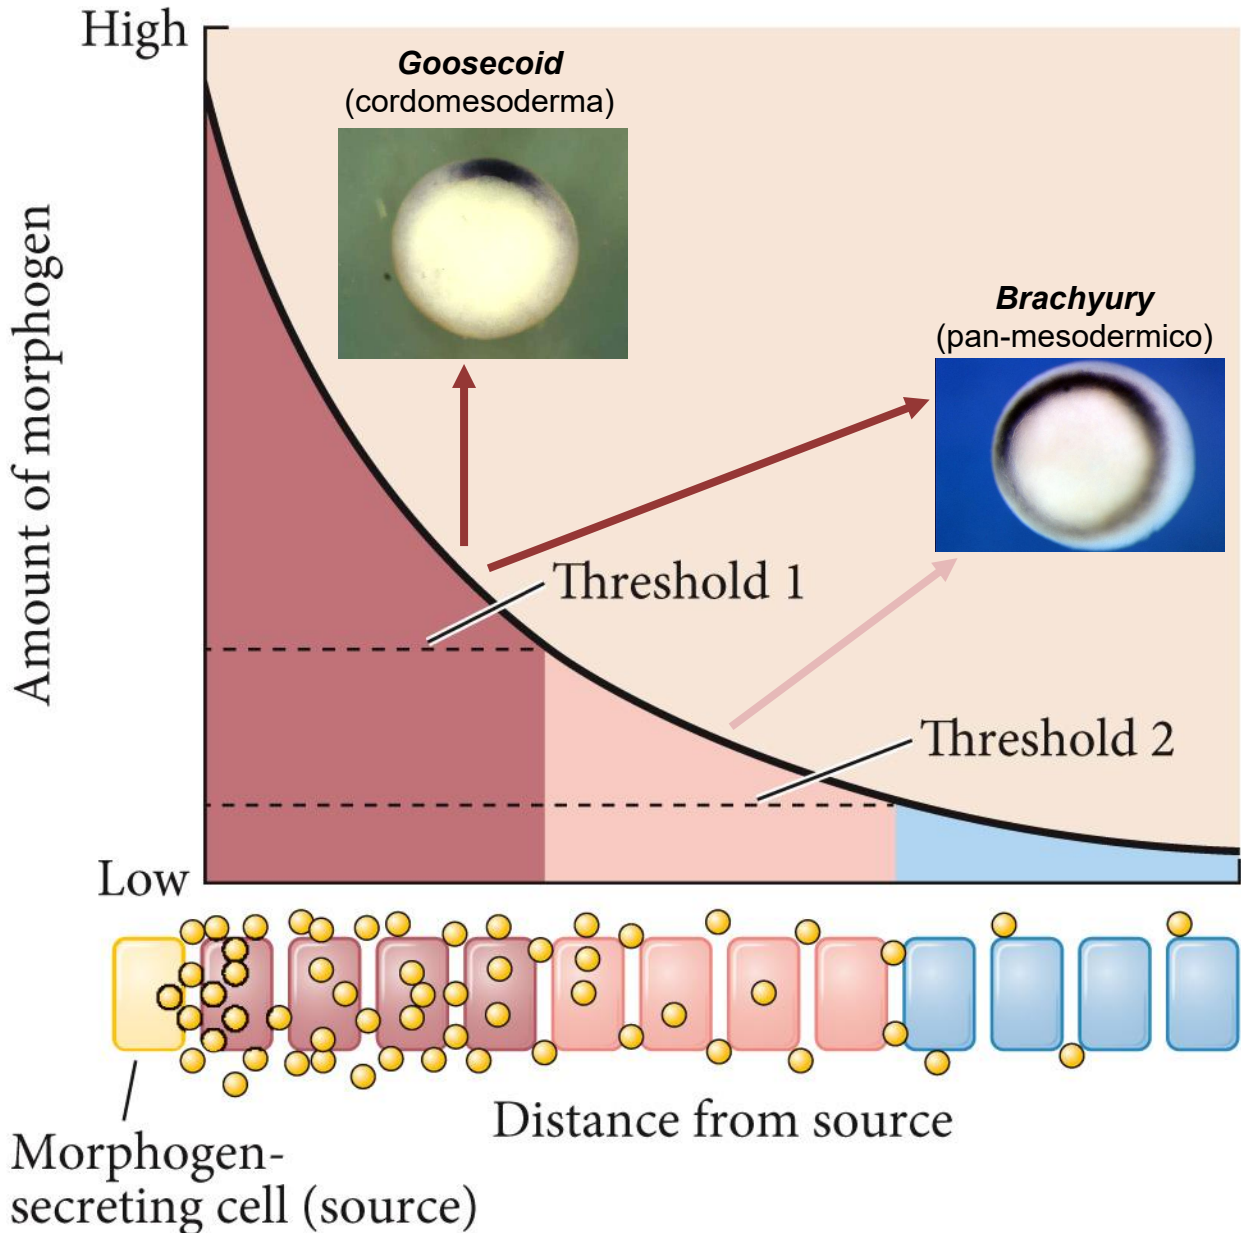 High
Goosecoid
(cordomesoderma)
Brachyury
(pan-mesodermico)
Amount of morphogen
Threshold 1
Threshold 2
Low
Distance from source
Morphogen-
secreting cell (source)